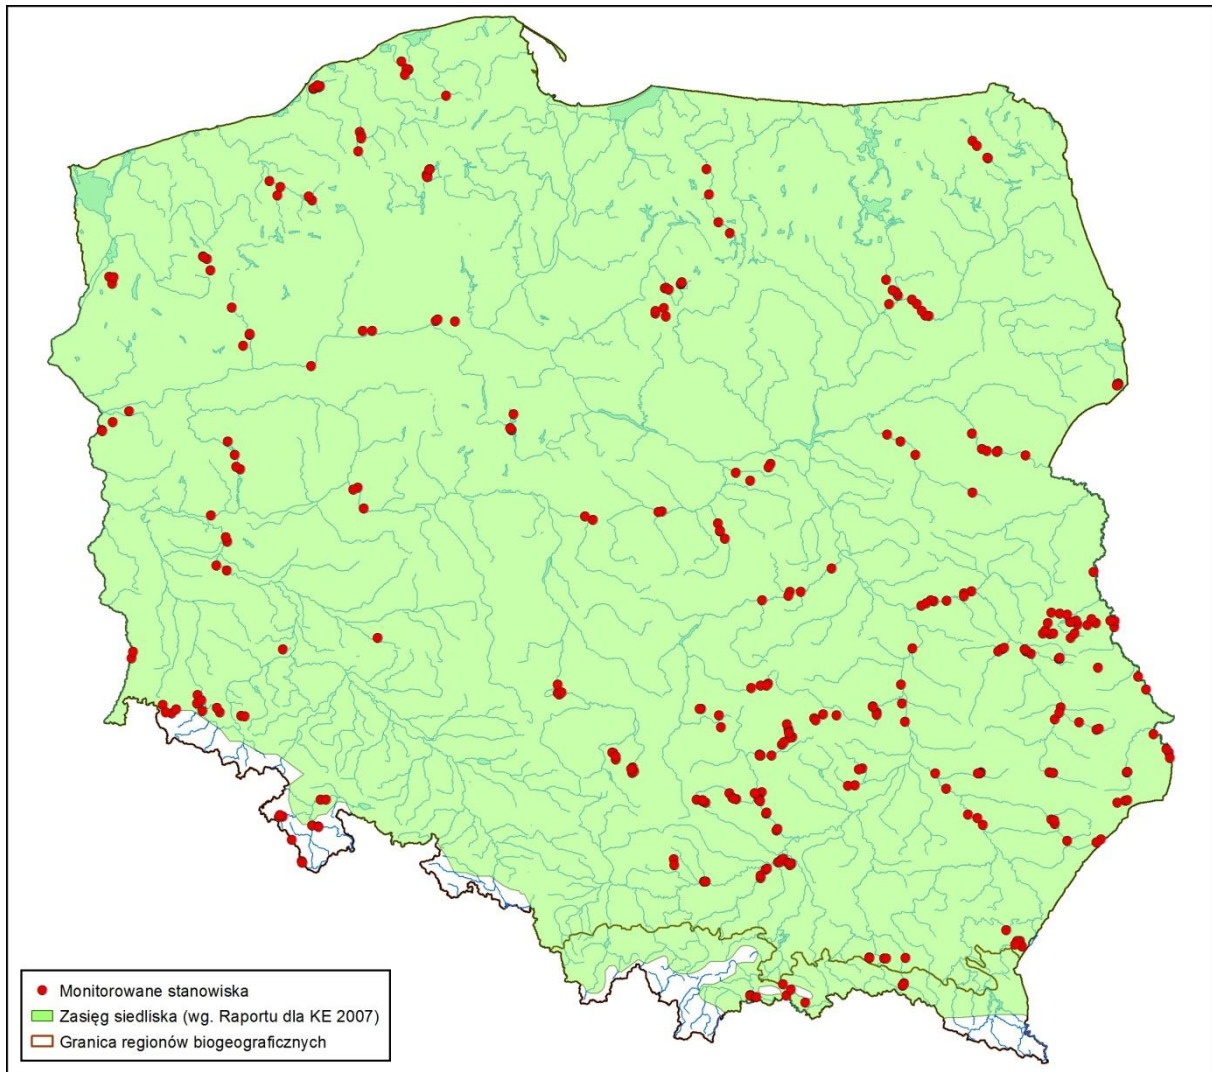 Monitorowane stanowiska
Zasięg siedliska (wg. Raportu dla KE 2007)
Granica regionów biogeograficznych